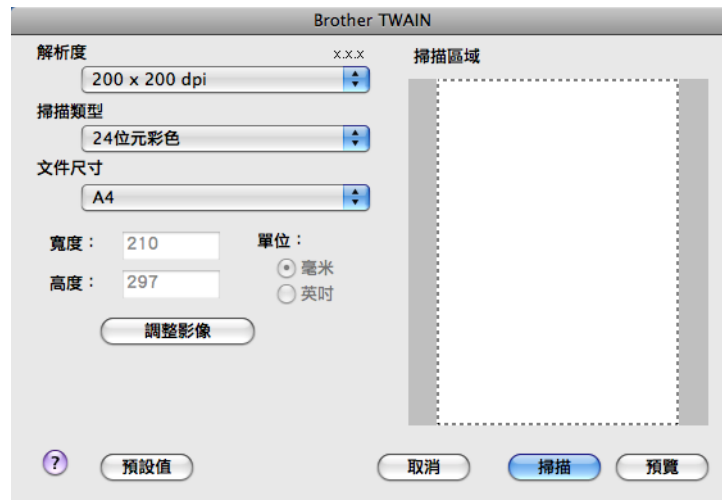 Brother TWAIN
解析度
x.x.x
200 x 200 dpi
掃描類型
24位元彩色
文件尺寸
A4
寬度：
210
高度：
297
單位：
毫米
英吋
調整影像
掃描區域
?
預設值
取消
掃描
預覽